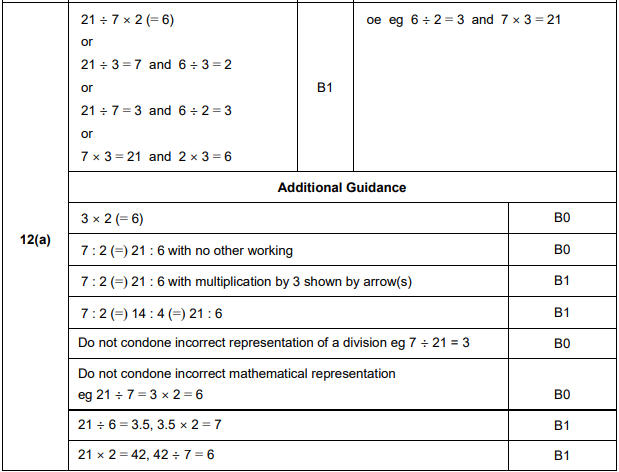 21 ÷ 7 × 2 (= 6)
or
21 ÷ 3 = 7 and 6 ÷ 3 = 2
or
21 ÷ 7 = 3 and 6 ÷ 2 = 3
or
7 × 3 = 21 and 2 × 3 = 6
B1
oe eg 6 ÷ 2 = 3 and 7 × 3 = 21
12(a)
Additional Guidance
3 × 2 (= 6) B0
7 : 2 (=) 21 : 6 with no other working B0
7 : 2 (=) 21 : 6 with multiplication by 3 shown by arrow(s) B1
7 : 2 (=) 14 : 4 (=) 21 : 6 B1
Do not condone incorrect representation of a division eg 7 ÷ 21 = 3 B0
Do not condone incorrect mathematical representation
eg 21 ÷ 7 = 3 × 2 = 6 B0
21 ÷ 6 = 3.5, 3.5 × 2 = 7 B1
21 × 2 = 42, 42 ÷ 7 = 6 B1